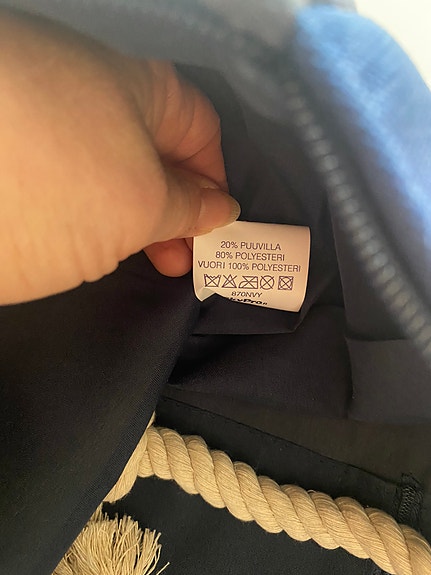 20% PUUVILLA
80% POLYESTERI
VUORI 100% POLYESTERI
870NVY